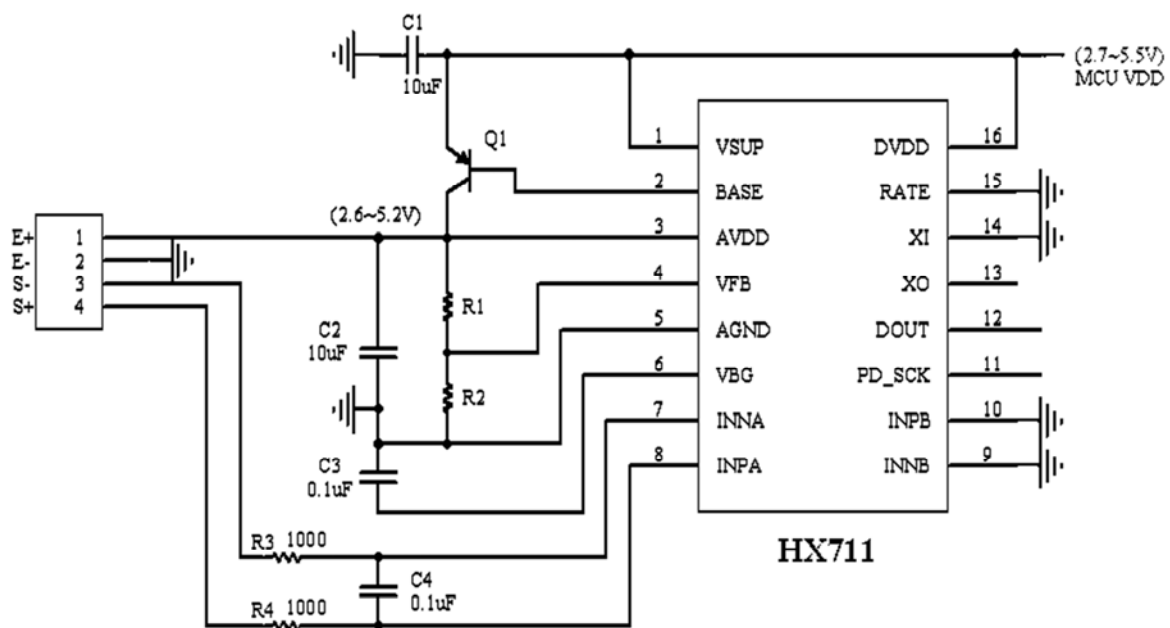 C1
10uF
(2.7~5.5V)
MCU VDD
Q1
1 VSUP DVDD 16
2 BASE RATE 15
(2.6~5.2V)
3 AVDD XI 14
4 VFB XO 13
5 AGND DOUT 12
6 VBG PD_SCK 11
7 INNA INPB 10
8 INPA INNB 9
HX711
E+ 1
E- 2
S- 3
S+ 4
R1
C2
10uF
R2
C3
0.1uF
R3 1000
C4
0.1uF
R4 1000